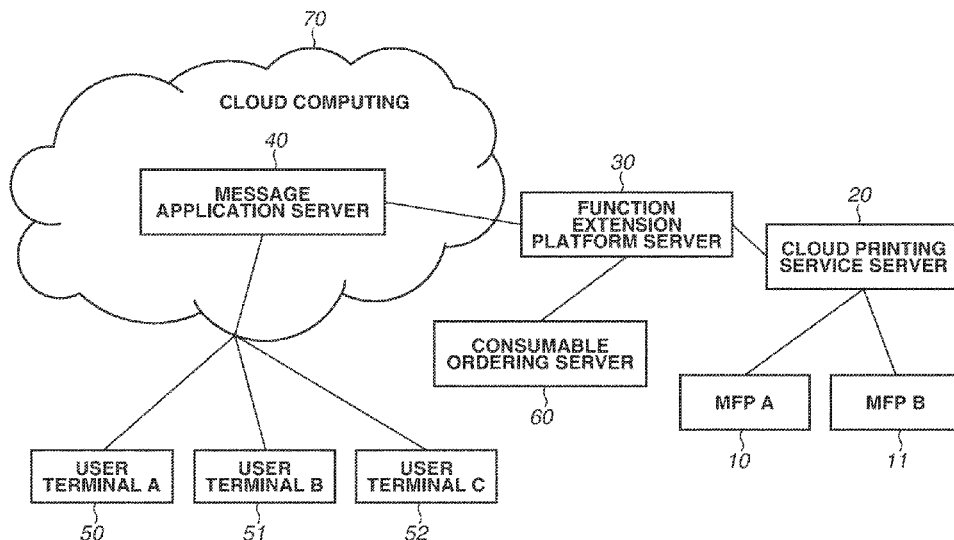 70
CLOUD COMPUTING
40
MESSAGE
APPLICATION SERVER
30
FUNCTION
EXTENSION
PLATFORM SERVER
20
CLOUD PRINTING
SERVICE SERVER
CONSUMABLE
ORDERING SERVER
60
MFP A
10
MFP B
11
USER
TERMINAL A
50
USER
TERMINAL B
51
USER
TERMINAL C
52